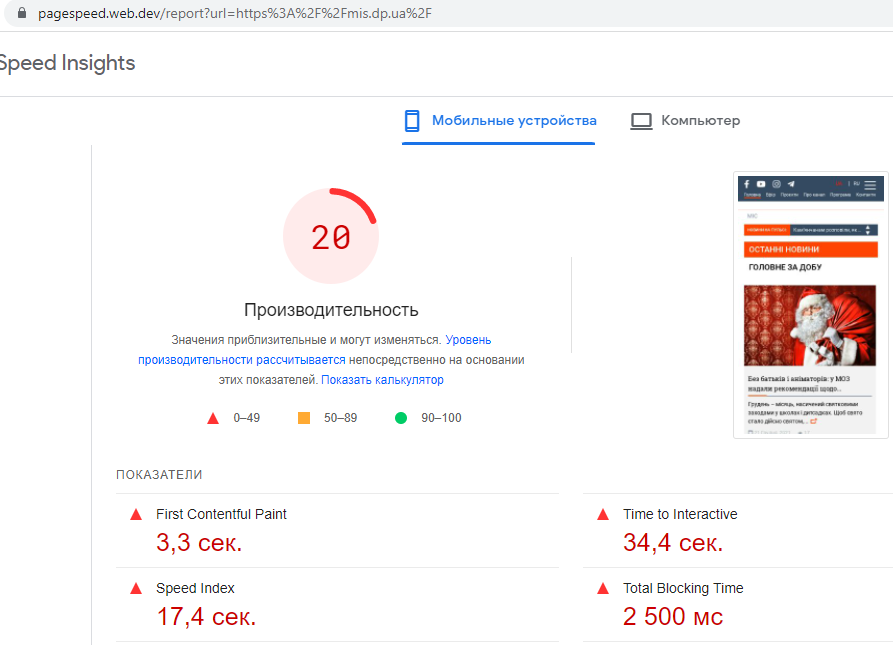 pagespeed.web.dev/report?url=https%3A%2F%2Fmis.dp.ua%2F
Speed Insights
Мобильные устройства
Компьютер
20
Производительность
Значения приблизительные и могут изменяться. Уровень
производительности рассчитывается непосредственно на основании
этих показателей. Показать калькулятор
0–49
50–89
90–100
RU
ОСТАННІ НОВИНИ
ГОЛОВНЕ ЗА ДОБУ
Без батьків і аніматорів: у МОЗ
надали рекомендації щодо...
Грудень – місяць, насичений святковими
заходами у школах і дитсадках. Щоб свято
стало дійсно святом,...
ПОКАЗАТЕЛИ
First Contentful Paint
3,3 сек.
Time to Interactive
34,4 сек.
Speed Index
17,4 сек.
Total Blocking Time
2 500 мс